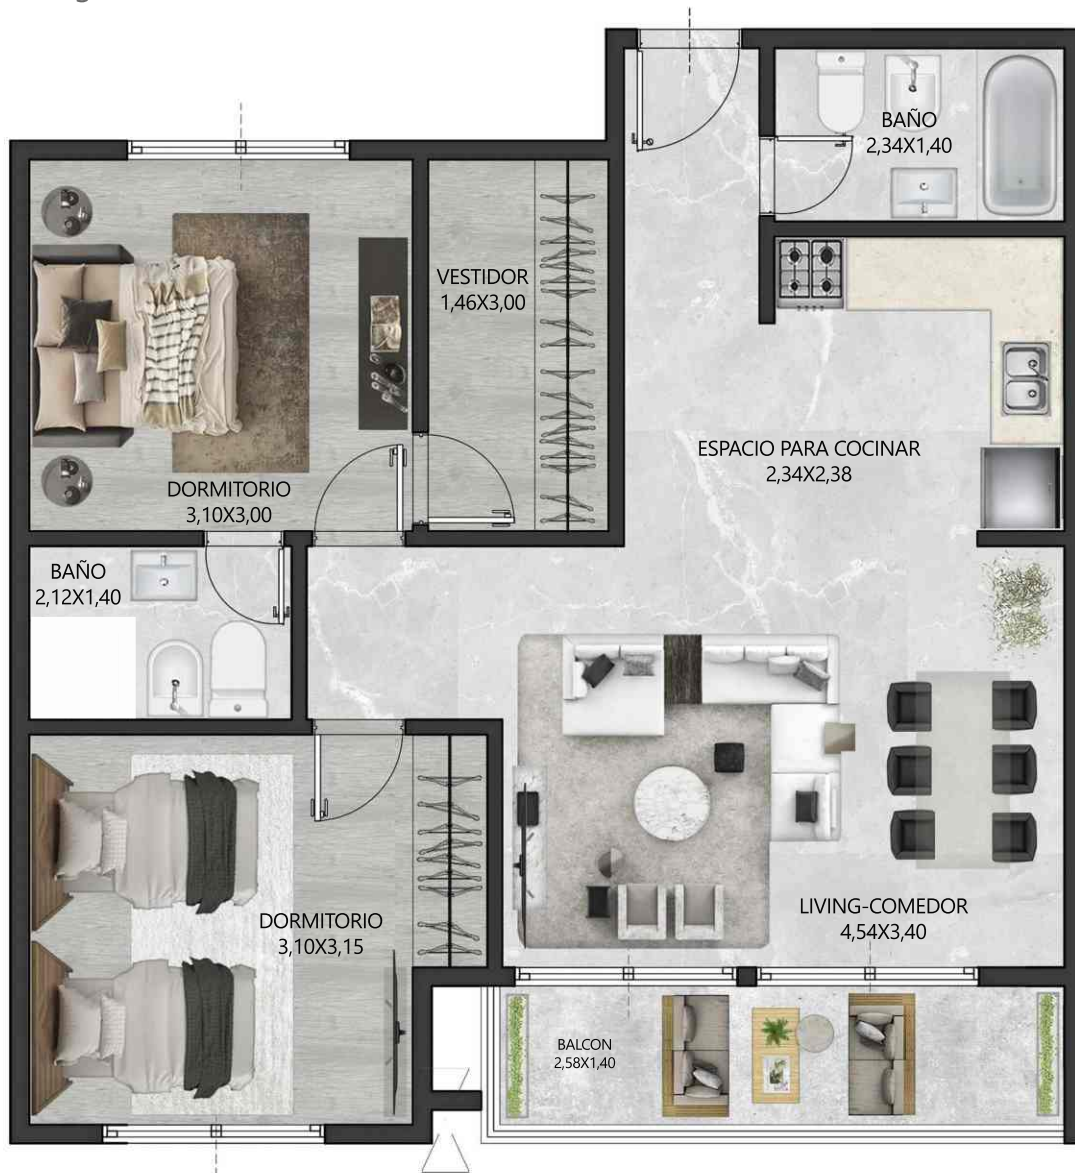 BAÑO
2,34X1,40
VESTIDOR
1,46X3,00
ESPACIO PARA COCINAR
2,34X2,38
DORMITORIO
3,10X3,00
BAÑO
2,12X1,40
LIVING-COMEDOR
4,54X3,40
DORMITORIO
3,10X3,15
BALCON
2,58X1,40